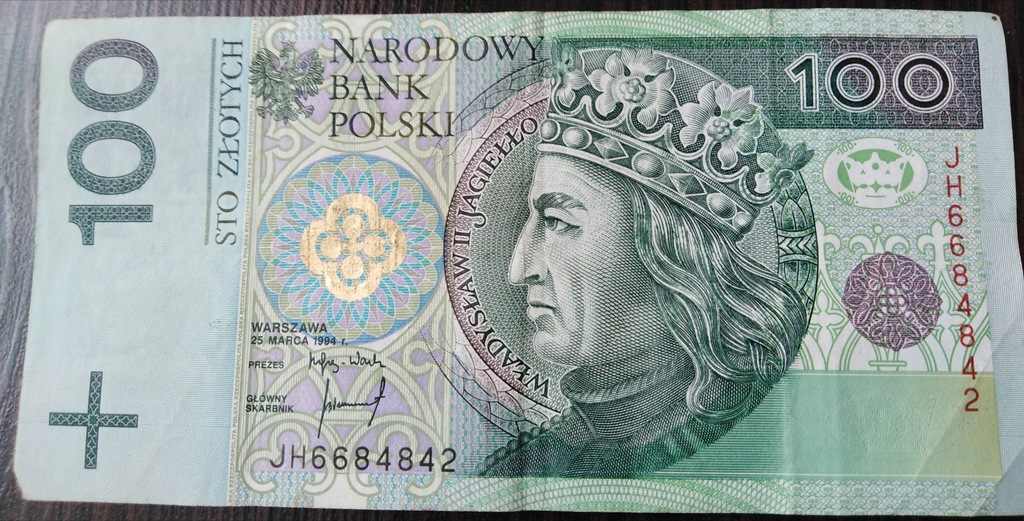 100
STO ZŁOTYCH
NARODOWY
BANK
POLSKI
WŁADYSŁAW II JAGIEŁŁO
100
WARSZAWA
25 MARCA 1994 r.
PREZES
GŁÓWNY
SKARBNIK
JH6684842
JH6684842